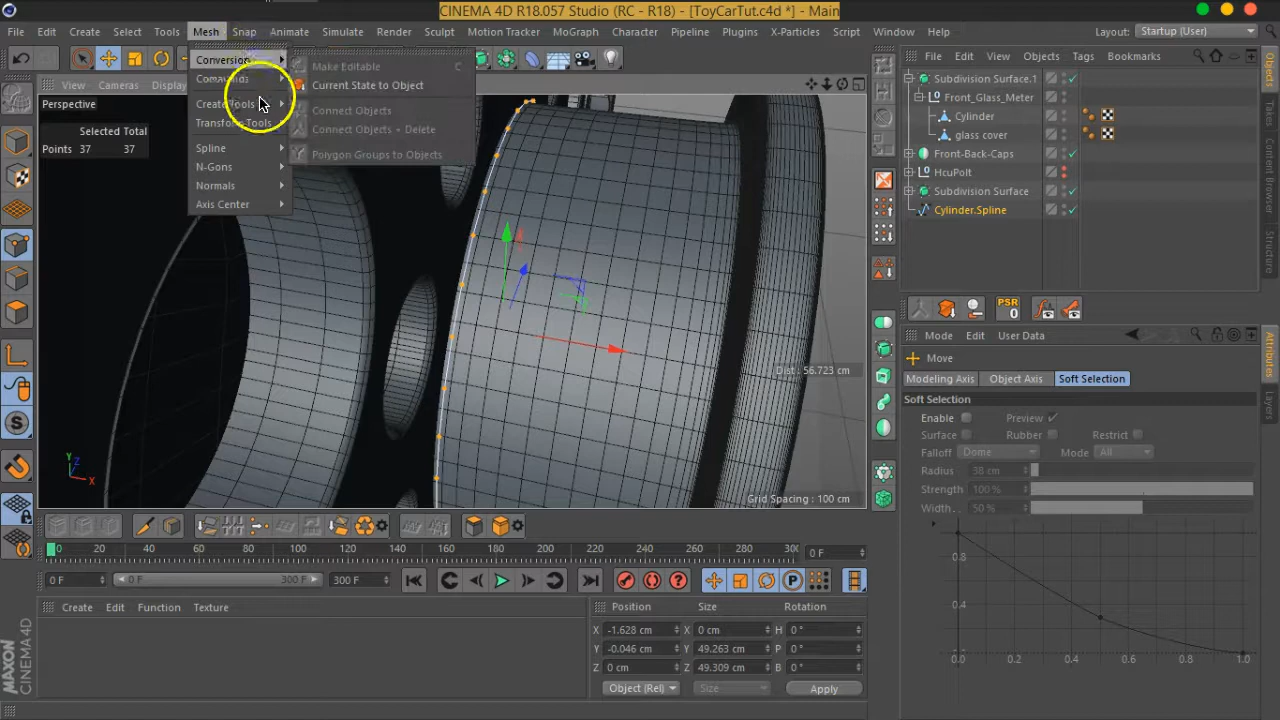 CINEMA 4D R18.057 Studio (RC - R18) - [ToyCarTut.c4d *] - Main
File Edit Create Select Tools Mesh Snap Animate Simulate Render Sculpt Motion Tracker MoGraph Character Pipeline Plugins X-Particles Script Window Help Layout: Startup (User)
View Cameras Display
Perspective
Selected Total
Points 37 37
Conversion
Commands
Create Tools
Transform Tools
Spline
N-Gons
Normals
Axis Center
Make Editable C
Current State to Object
Connect Objects
Connect Objects + Delete
Polygon Groups to Objects
Dist : 56.723 cm
Grid Spacing : 100 cm
Y
Z
X
File Edit View Objects Tags Bookmarks
Subdivision Surface.1
Front_Glass_Meter
Cylinder
glass cover
Front-Back-Caps
HcuPolt
Subdivision Surface
Cylinder.Spline
Objects
Takes
Content Browser
Structure
PSR
0
Mode Edit User Data
Move
Modeling Axis Object Axis Soft Selection
Soft Selection
Enable Preview
Surface Rubber Restrict
Falloff Dome Mode All
Radius 38 cm
Strength 100 %
Width . 50 %
0.8
0.4
0.0 0.2 0.4 0.6 0.8 1.0
Attributes
Layers
0 20 40 60 80 100 120 140 160 180 200 220 240 260 280 300 0 F
0 F 0 F 300 F 300 F
Create Edit Function Texture
Position Size Rotation
X -1.628 cm X 0 cm H 0 °
Y -0.046 cm Y 49.263 cm P 0 °
Z 0 cm Z 49.309 cm B 0 °
Object (Rel) Size Apply
MAXON
CINEMA 4D